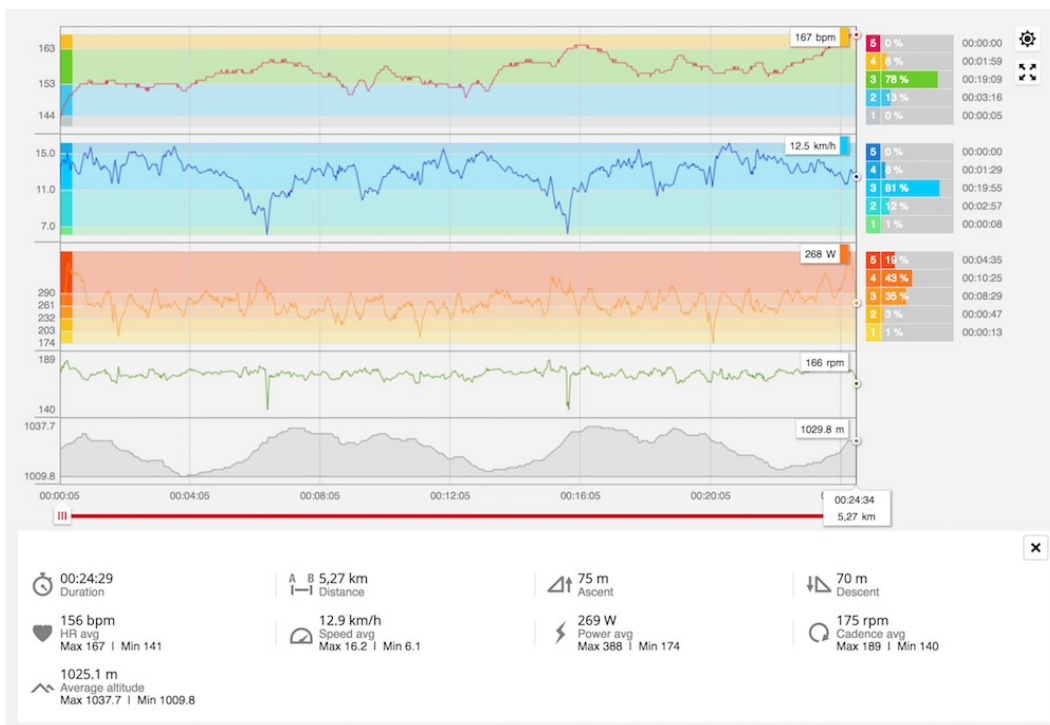 163
153
144
167 bpm
5 0 % 00:00:00
4 8 % 00:01:59
3 78 % 00:19:09
2 13 % 00:03:16
1 0 % 00:00:05
15.0
11.0
7.0
12.5 km/h
5 0 % 00:00:00
4 6 % 00:01:29
3 81 % 00:19:55
2 12 % 00:02:57
1 1 % 00:00:08
290
261
232
203
174
268 W
5 19 % 00:04:35
4 43 % 00:10:25
3 35 % 00:08:29
2 3 % 00:00:47
1 1 % 00:00:13
189
140
166 rpm
1037.7
1009.8
1029.8 m
00:00:05 00:04:05 00:08:05 00:12:05 00:16:05 00:20:05
00:24:34
5,27 km
00:24:29
Duration
A B 5,27 km
Distance
75 m
Ascent
70 m
Descent
156 bpm
HR avg
Max 167 | Min 141
12.9 km/h
Speed avg
Max 16.2 | Min 6.1
269 W
Power avg
Max 388 | Min 174
175 rpm
Cadence avg
Max 189 | Min 140
1025.1 m
Average altitude
Max 1037.7 | Min 1009.8